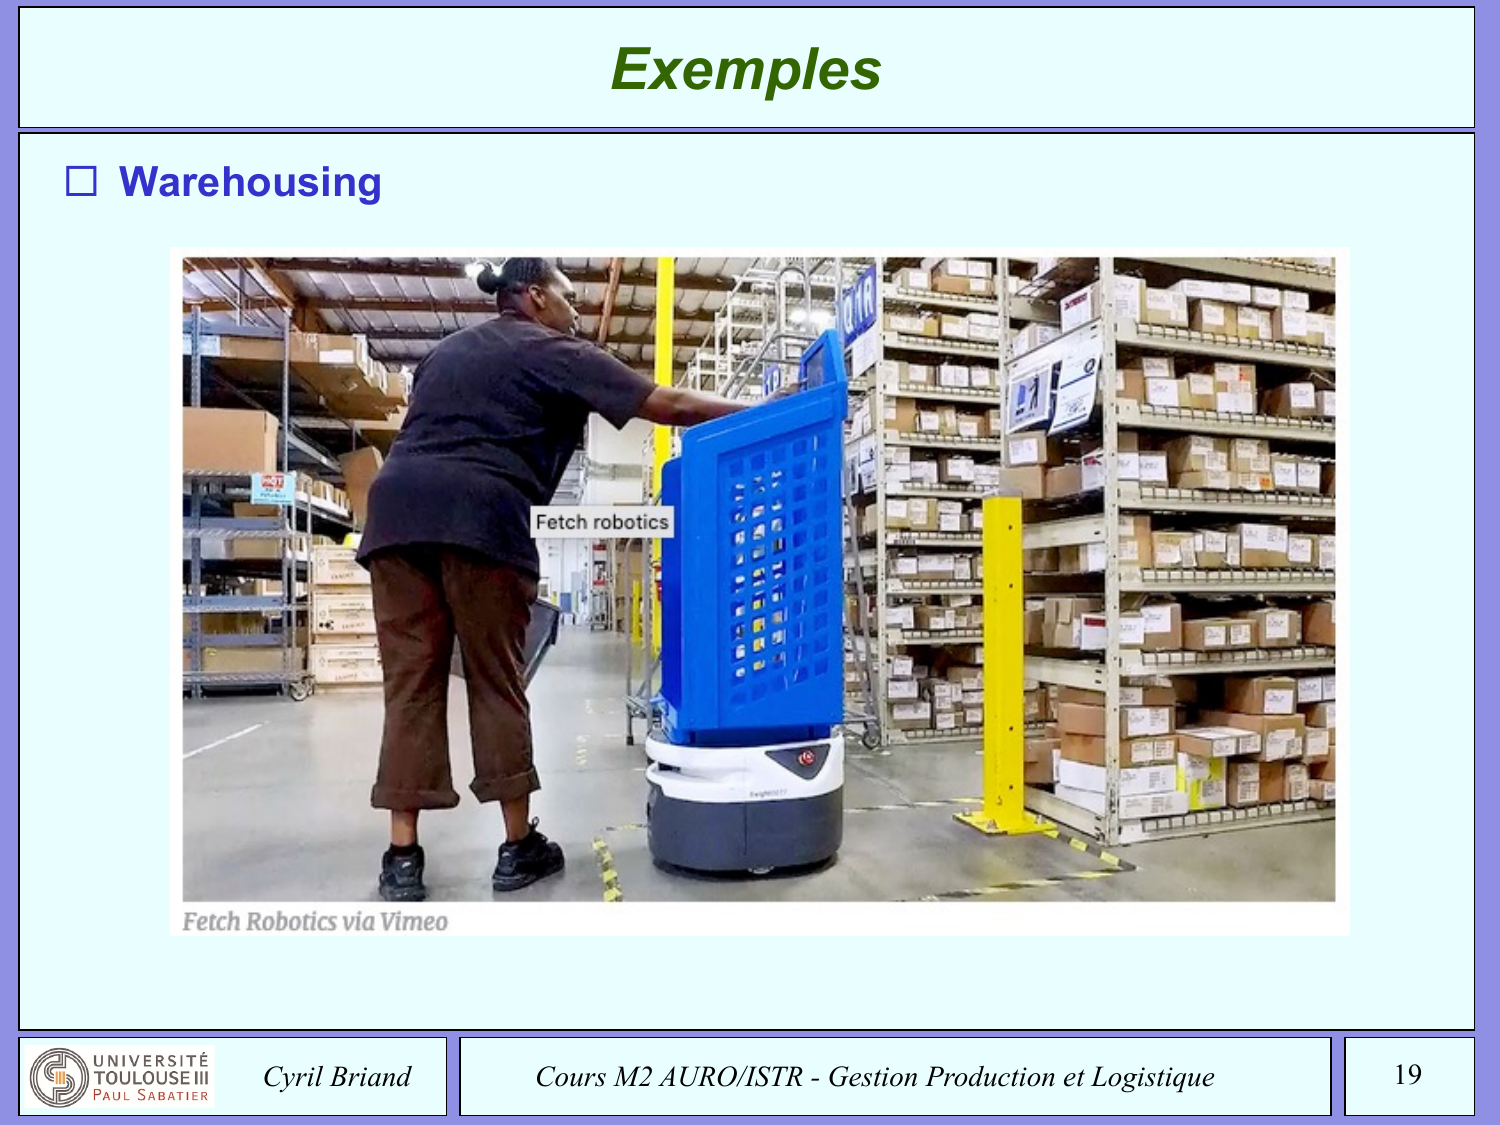 Exemples
Warehousing
HOT
Fetch robotics
Fetch Robotics via Vimeo
UNIVERSITÉ
TOULOUSE III
PAUL SABATIER
Cyril Briand
Cours M2 AURO/ISTR - Gestion Production et Logistique
19